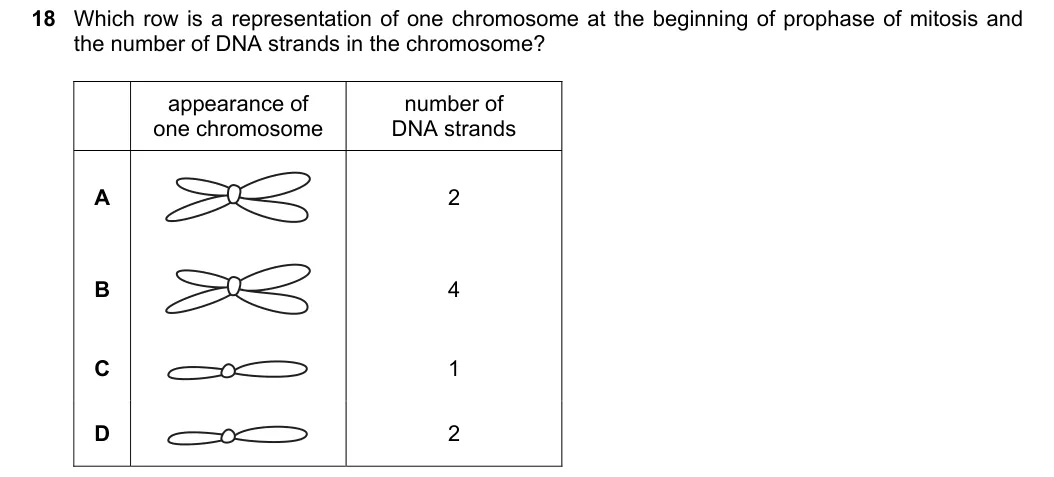 18 Which row is a representation of one chromosome at the beginning of prophase of mitosis and
the number of DNA strands in the chromosome?
appearance of
one chromosome
number of
DNA strands
A 2
B 4
C 1
D 2